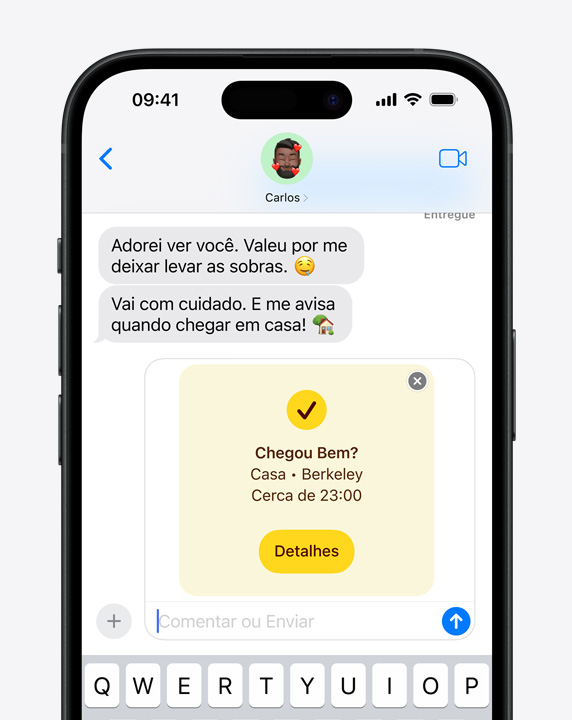 09:41
Carlos
Entregue
Adorei ver você. Valeu por me
deixar levar as sobras. 🤤
Vai com cuidado. E me avisa
quando chegar em casa! 🏡
Chegou Bem?
Casa • Berkeley
Cerca de 23:00
Detalhes
Comentar ou Enviar
Q W E R T Y U I O P